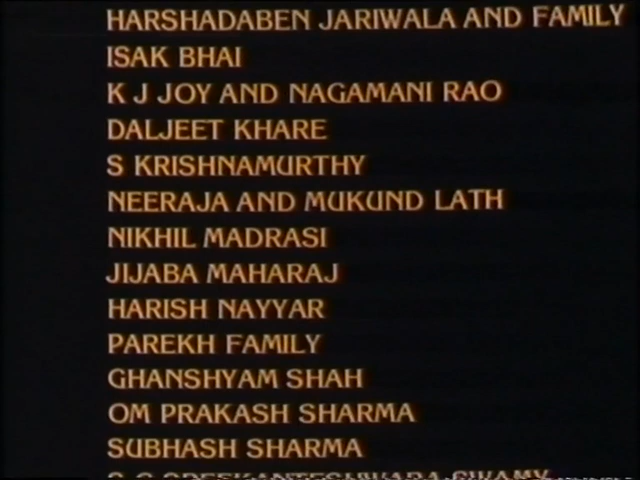 HARSHADABEN JARIWALA AND FAMILY
ISAK BHAI
K J JOY AND NAGAMANI RAO
DALJEET KHARE
S KRISHNAMURTHY
NEERAJA AND MUKUND LATH
NIKHIL MADRASI
JIJABA MAHARAJ
HARISH NAYYAR
PAREKH FAMILY
GHANSHYAM SHAH
OM PRAKASH SHARMA
SUBHASH SHARMA